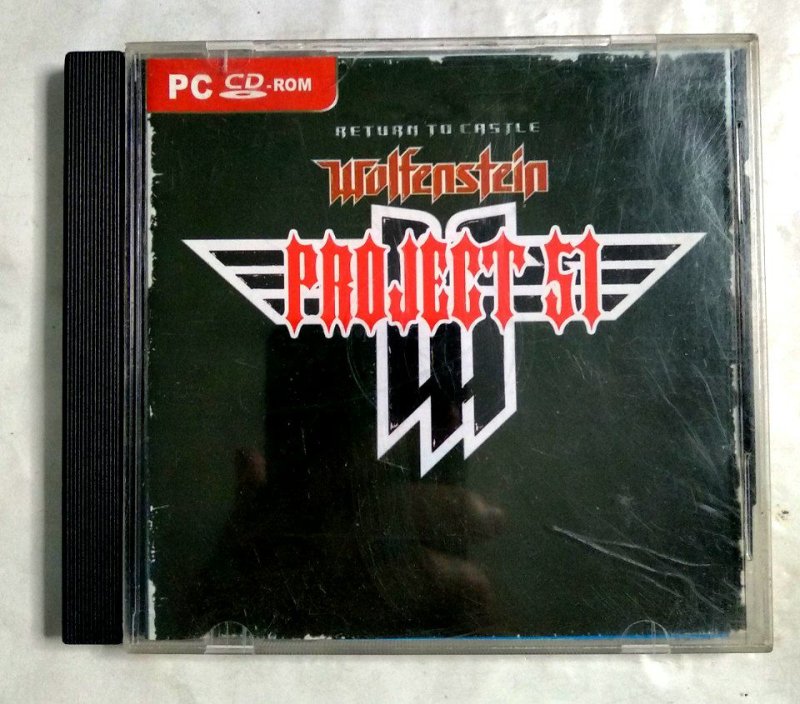 PC CD-ROM
RETURN TO CASTLE
Wolfenstein
PROJECT 51